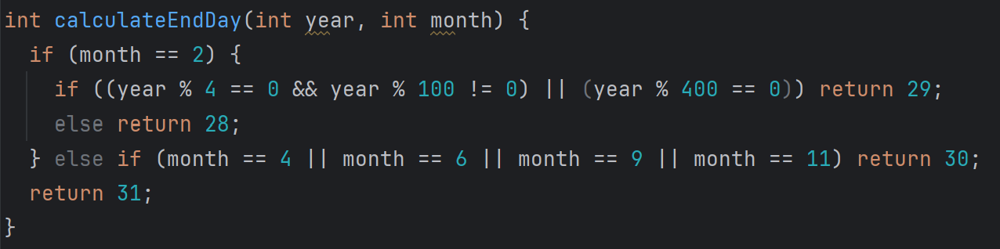 int calculateEndDay(int year, int month) {
  if (month == 2) {
    if ((year % 4 == 0 && year % 100 != 0) || (year % 400 == 0)) return 29;
    else return 28;
  } else if (month == 4 || month == 6 || month == 9 || month == 11) return 30;
  return 31;
}